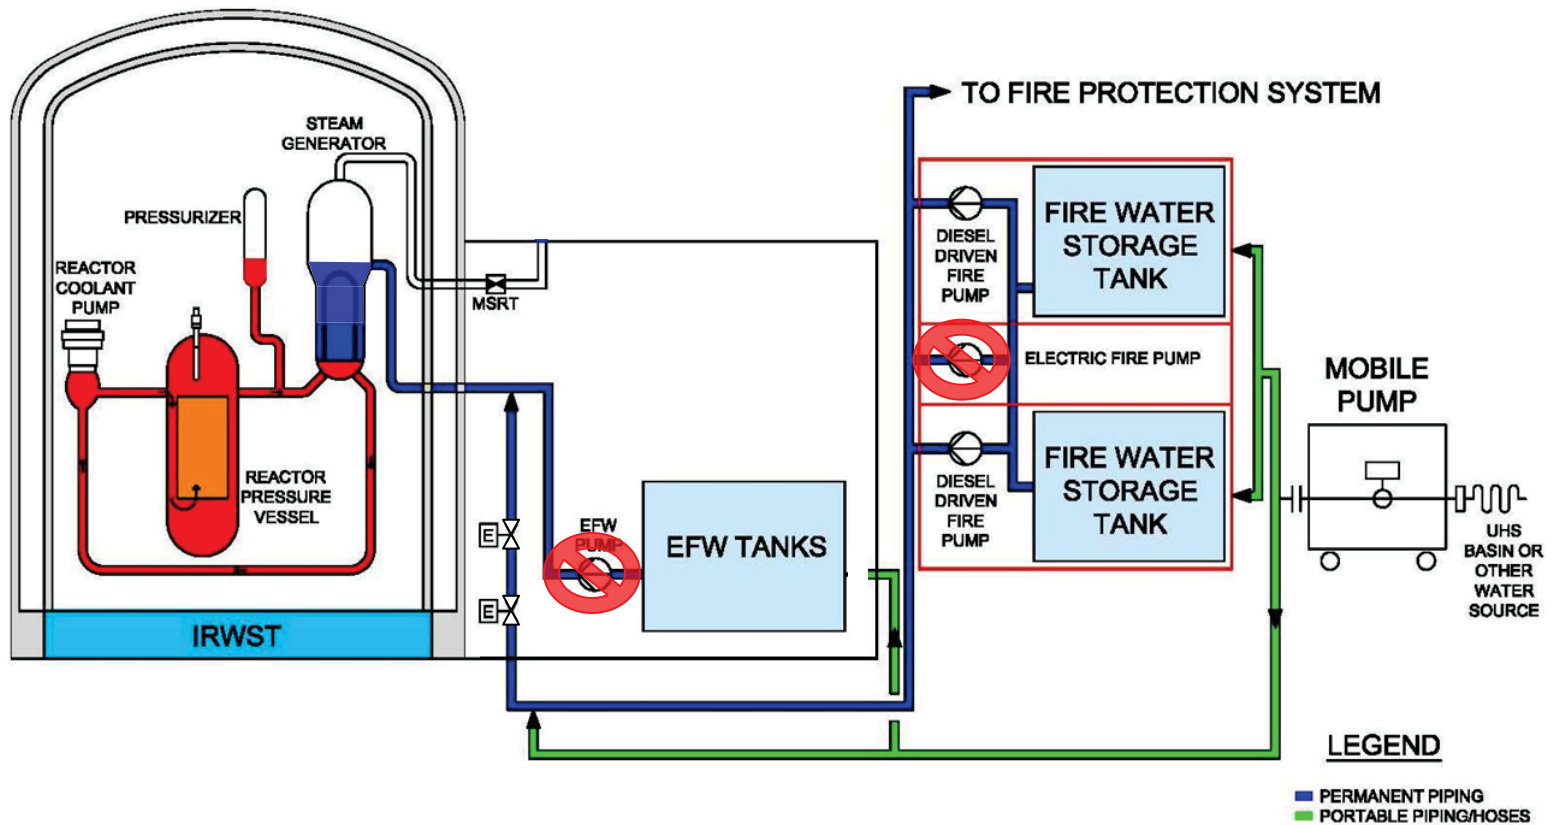 TO FIRE PROTECTION SYSTEM
STEAM
GENERATOR
PRESSURIZER
REACTOR
COOLANT
PUMP
MSRT
REACTOR
PRESSURE
VESSEL
IRWST
E
E
EFW
PUMP
EFW TANKS
DIESEL
DRIVEN
FIRE
PUMP
FIRE WATER
STORAGE
TANK
ELECTRIC FIRE PUMP
DIESEL
DRIVEN
FIRE
PUMP
FIRE WATER
STORAGE
TANK
MOBILE
PUMP
UHS
BASIN OR
OTHER
WATER
SOURCE
LEGEND
PERMANENT PIPING
PORTABLE PIPING/HOSES